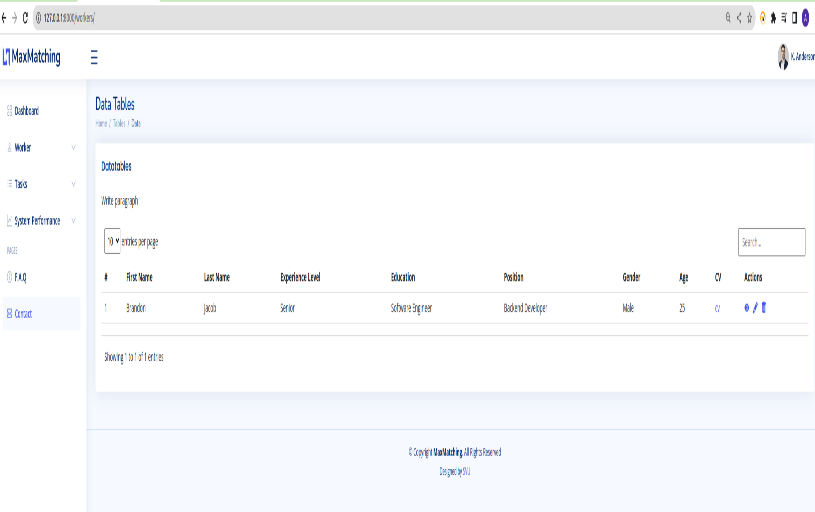 127.0.0.1:8000/workers/
MaxMatching
K. Anderson
Dashboard
Worker
Tasks
System Performance
PAGES
F.A.Q
Contact
Data Tables
Home / Tables / Data
Datatables
Write paragraph
10 entries per page
Search...
# First Name Last Name Experience Level Education Position Gender Age CV Actions
1 Brandon Jacob Senior Software Engineer Backend Developer Male 25 cv
Showing 1 to 1 of 1 entries
© Copyright MaxMatching. All Rights Reserved
Designed by SVU